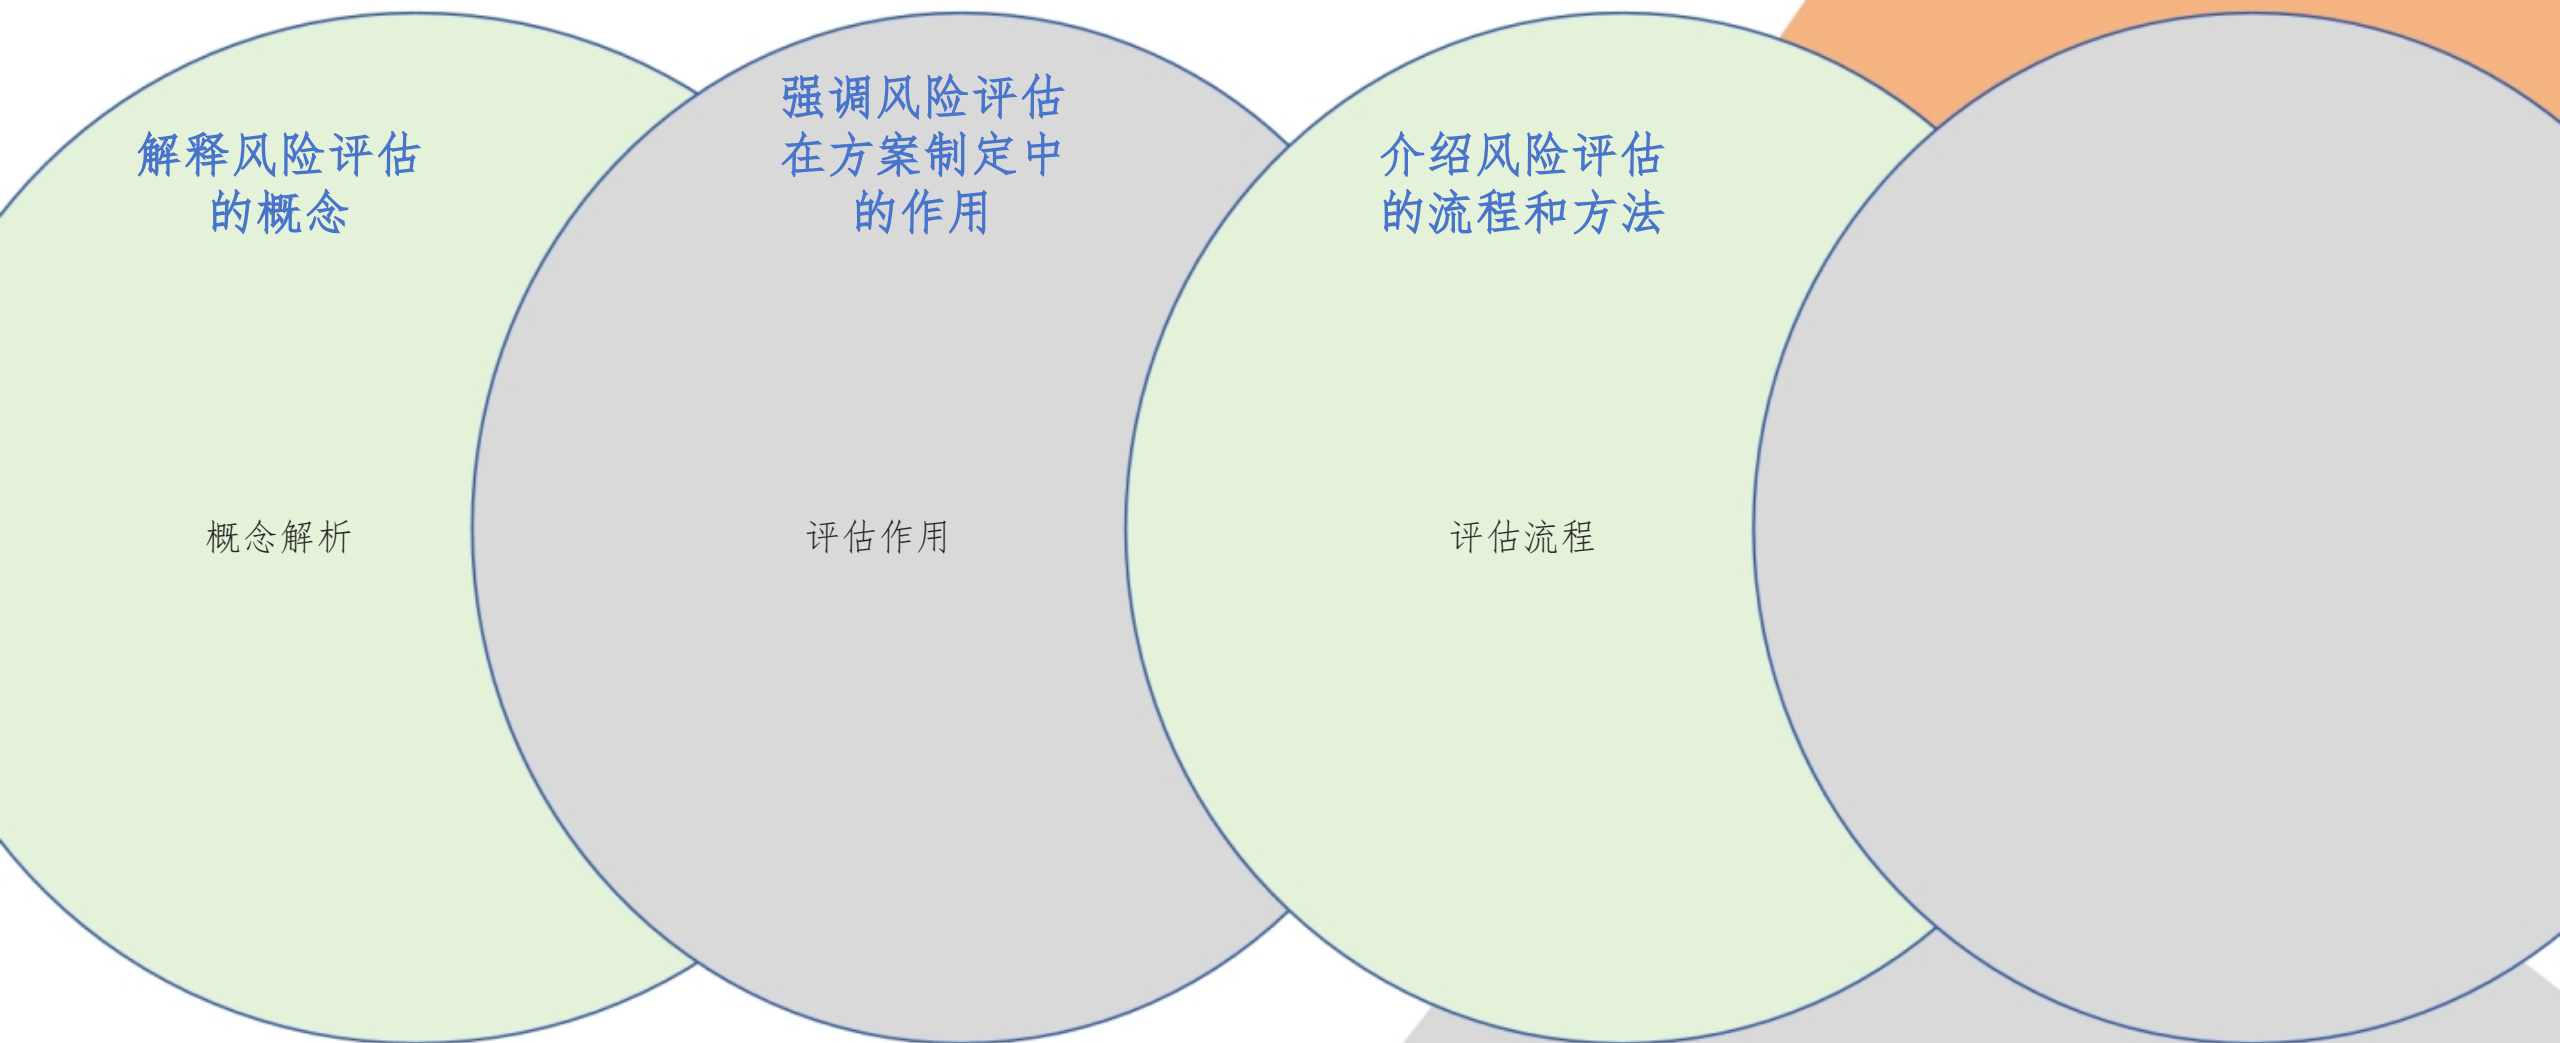 解释风险评估
的概念
概念解析
强调风险评估
在方案制定中
的作用
评估作用
介绍风险评估
的流程和方法
评估流程